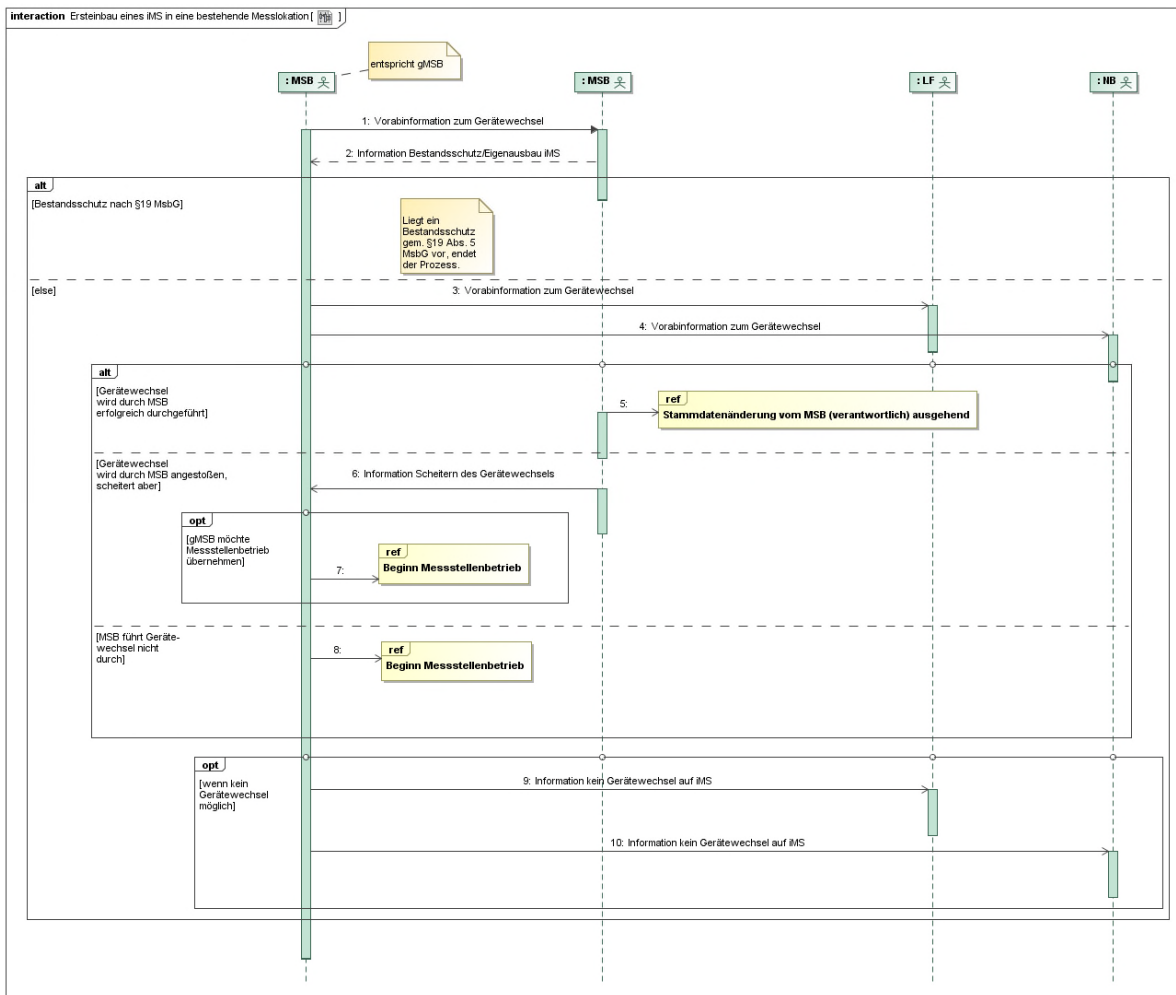 interaction Ersteinbau eines iMS in eine bestehende Messlokation[ ]
entspricht gMSB
: MSB
: MSB
: LF
: NB
1: Vorabinformation zum Gerätewechsel
2: Information Bestandsschutz/Eigenausbau iMS
alt
[Bestandsschutz nach §19 MsbG]
Liegt ein
Bestandsschutz
gem. §19 Abs. 5
MsbG vor, endet
der Prozess.
[else]
3: Vorabinformation zum Gerätewechsel
4: Vorabinformation zum Gerätewechsel
alt
[Gerätewechsel
wird durch MSB
erfolgreich durchgeführt]
5:
ref
Stammdatenänderung vom MSB (verantwortlich) ausgehend
[Gerätewechsel
wird durch MSB angestoßen,
scheitert aber]
6: Information Scheitern des Gerätewechsels
opt
[gMSB möchte
Messstellenbetrieb
übernehmen]
7:
ref
Beginn Messstellenbetrieb
[MSB führt Geräte-
wechsel nicht
durch]
8:
ref
Beginn Messstellenbetrieb
opt
[wenn kein
Gerätewechsel
möglich]
9: Information kein Gerätewechsel auf iMS
10: Information kein Gerätewechsel auf iMS